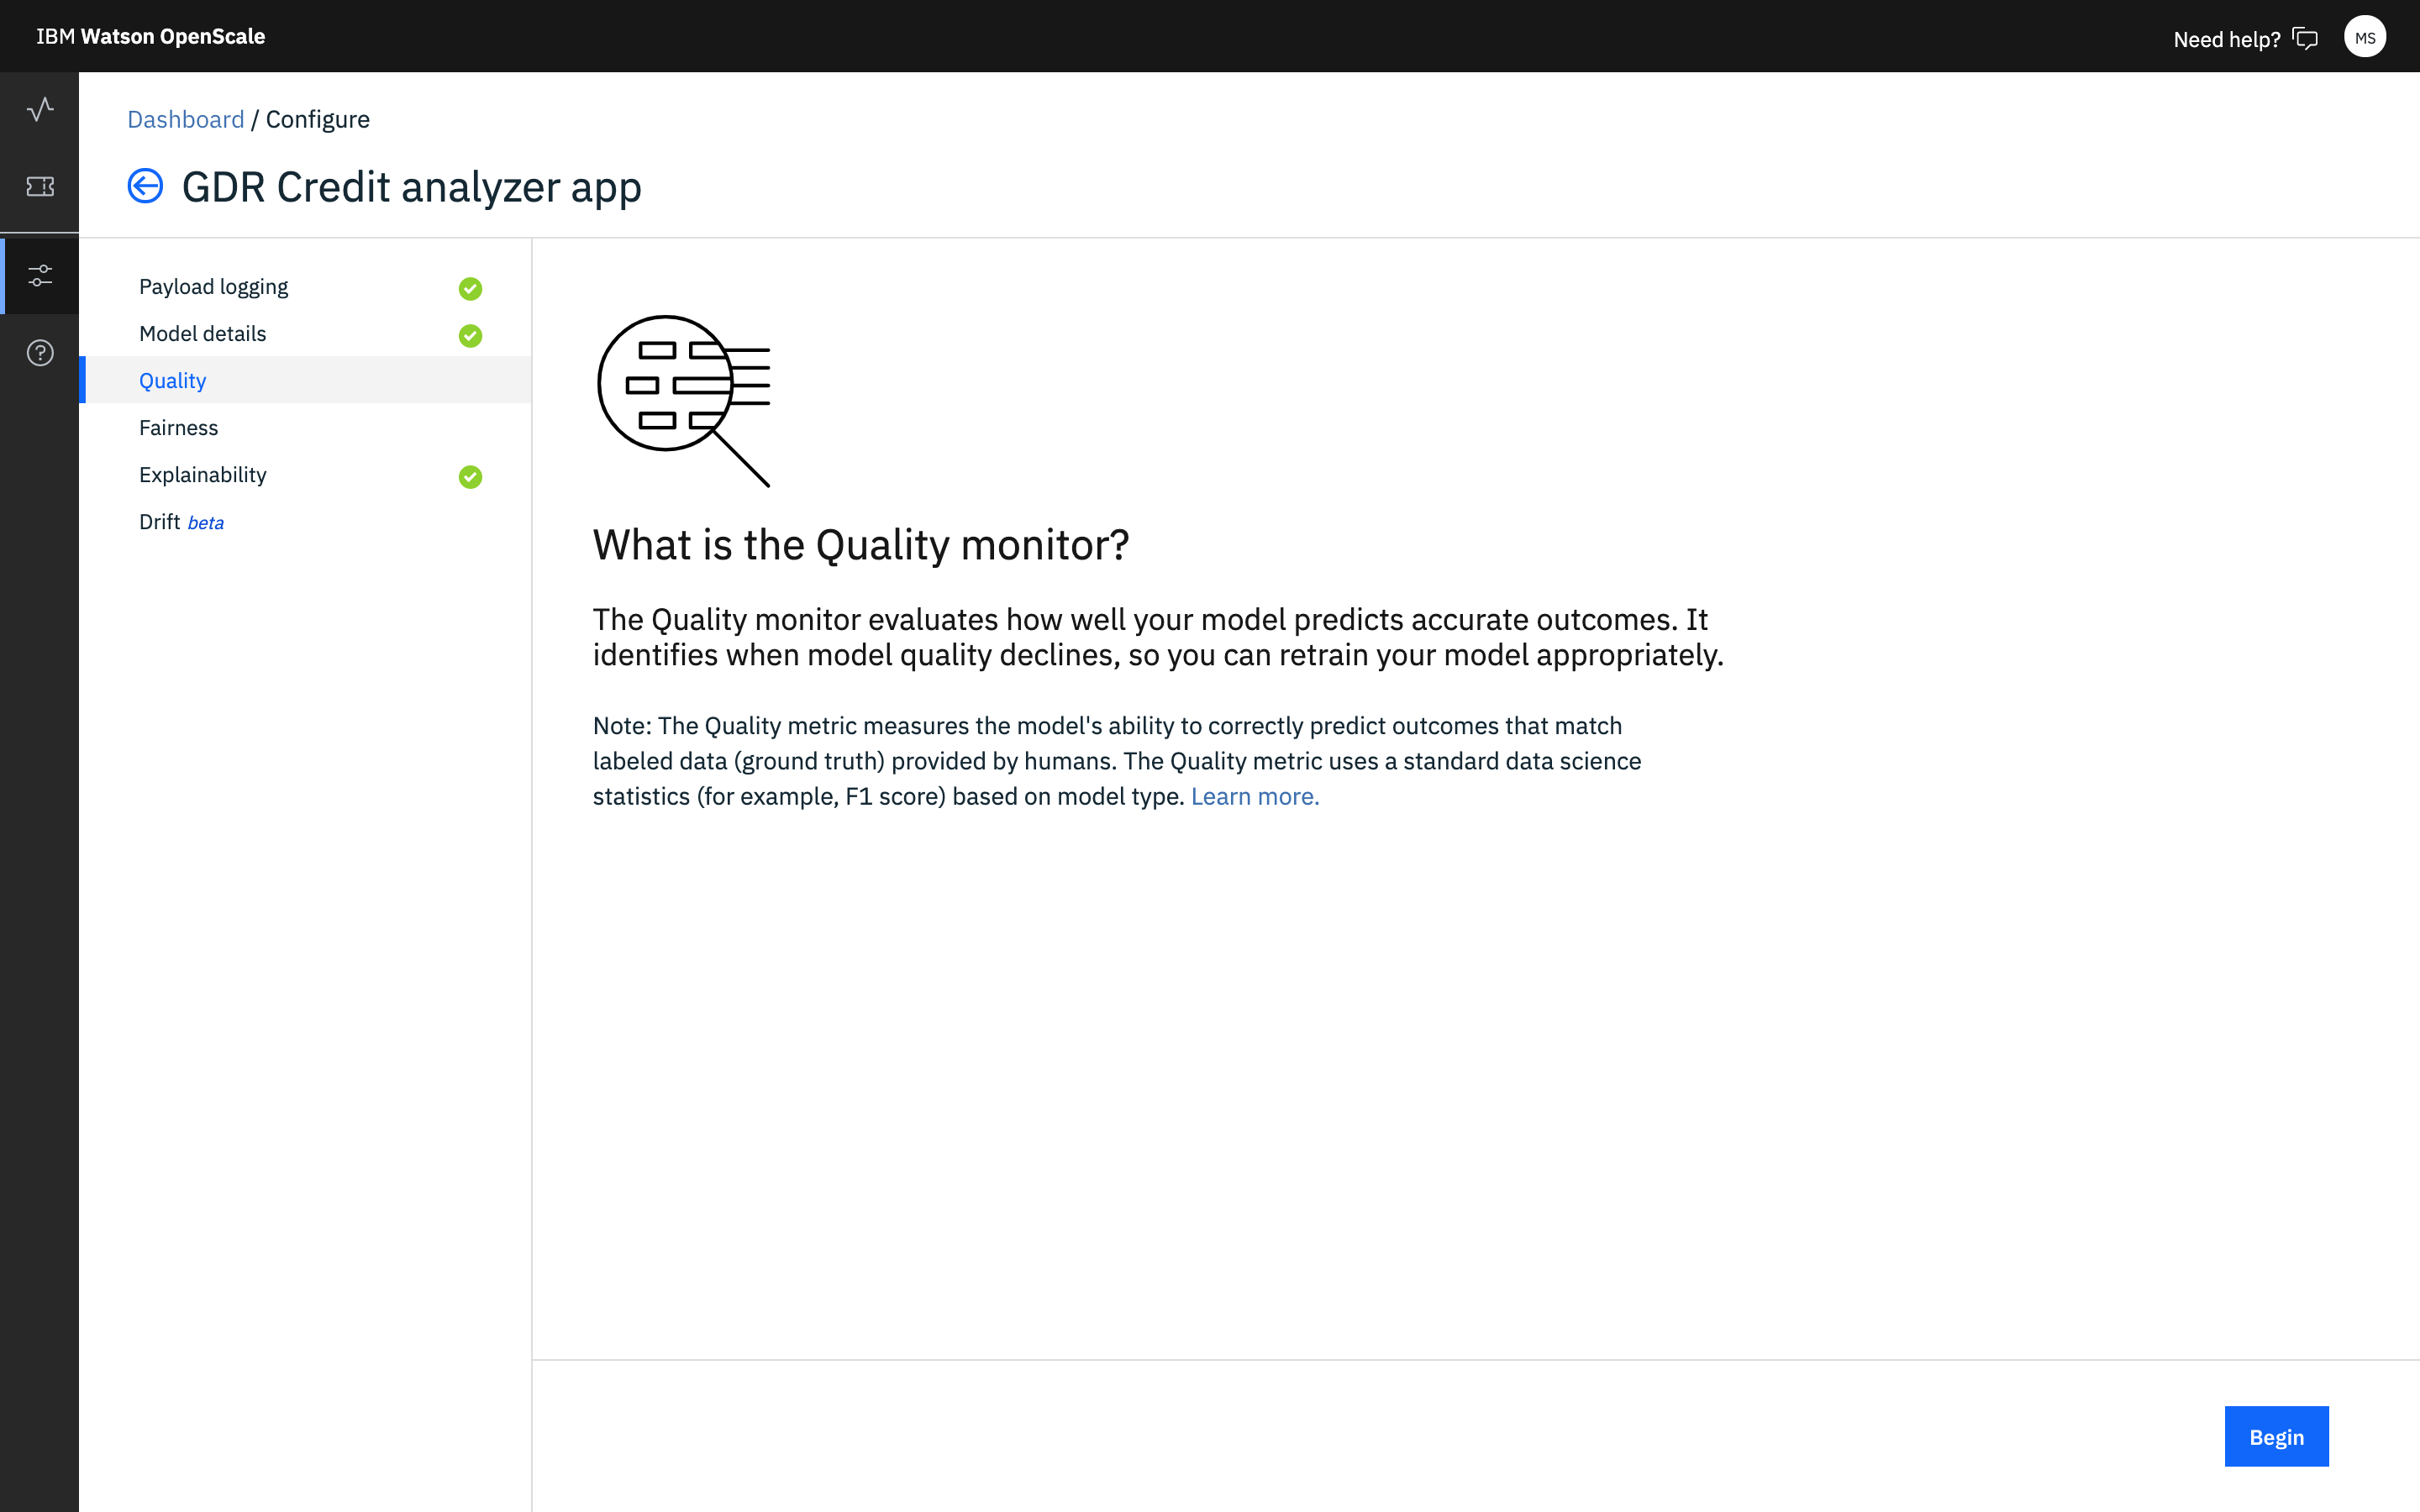 IBM Watson OpenScale
Need help?
MS
Dashboard / Configure
GDR Credit analyzer app
Payload logging
Model details
Quality
Fairness
Explainability
Drift beta
What is the Quality monitor?
The Quality monitor evaluates how well your model predicts accurate outcomes. It
identifies when model quality declines, so you can retrain your model appropriately.
Note: The Quality metric measures the model's ability to correctly predict outcomes that match
labeled data (ground truth) provided by humans. The Quality metric uses a standard data science
statistics (for example, F1 score) based on model type. Learn more.
Begin